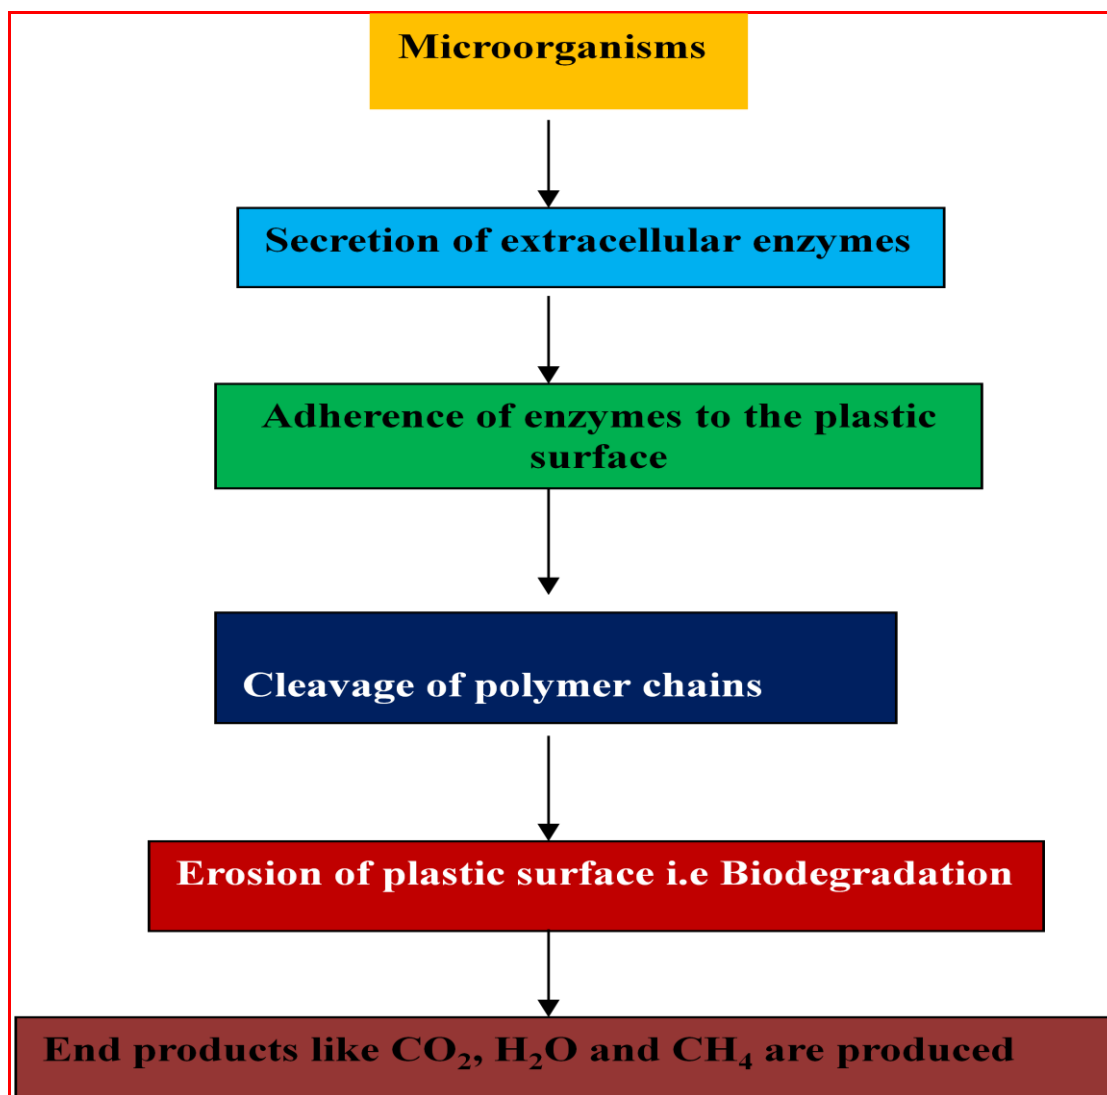 Microorganisms
Secretion of extracellular enzymes
Adherence of enzymes to the plastic
surface
Cleavage of polymer chains
Erosion of plastic surface i.e Biodegradation
End products like CO₂, H₂O and CH₄ are produced